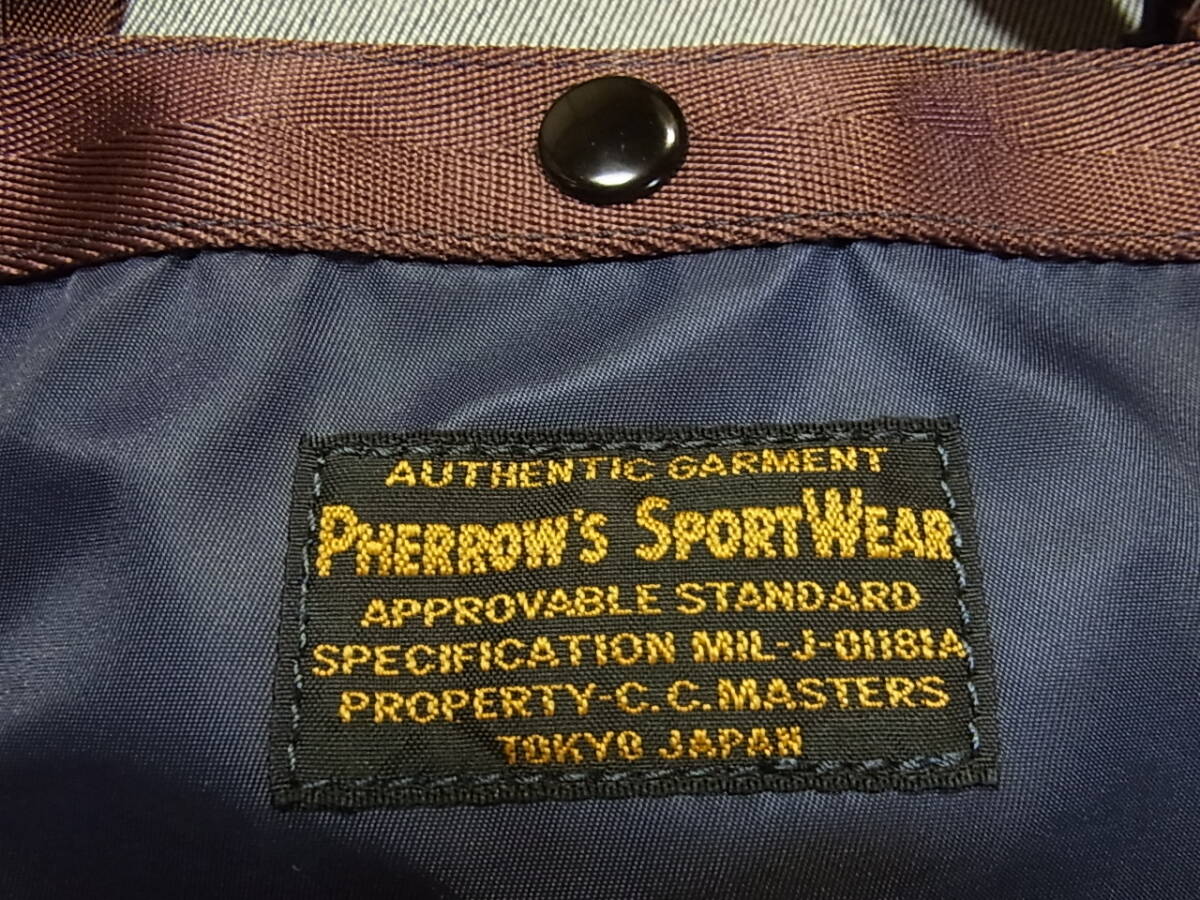 AUTHENTIC GARMENT
PHERROW'S SPORTWEAR
APPROVABLE STANDARD
SPECIFICATION MIL-J-01181A
PROPERTY-C.C.MASTERS
TOKYO JAPAN